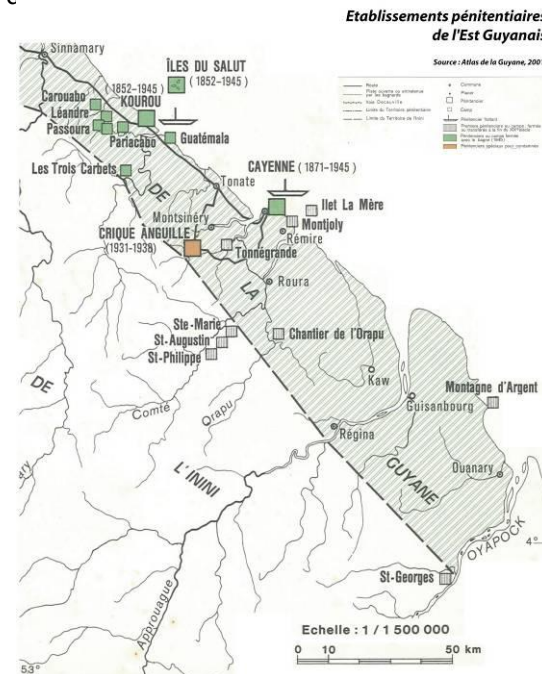 Etablissements pénitentiaires
de l'Est Guyanais
Source : Atlas de la Guyane, 2001
Route
Commune
Sinnamary
ÎLES DU SALUT
(1852-1945)
(1852-1945)
KOUROU
Carouabo
Léandre
Passoura
Pariacabo
Guatémala
Les Trois Carbets
CAYENNE (1871-1945)
DE
Tonate
Ilet La Mère
Montsinéry
Montjoly
Rémire
CRIQUE ANGUILLE
(1931-1938)
Tonnégrande
LA
Roura
Ste-Marie
St-Augustin
St-Philippe
Chantier de l'Orapu
Kaw
DE
Montagne d'Argent
Comté
Orapu
Guisanbourg
Régina
L'ININI
GUYANE
Ouanary
OYAPOCK
4°
St-Georges
Approuague
Echelle : 1 / 1 500 000
0 10 50 km
53°